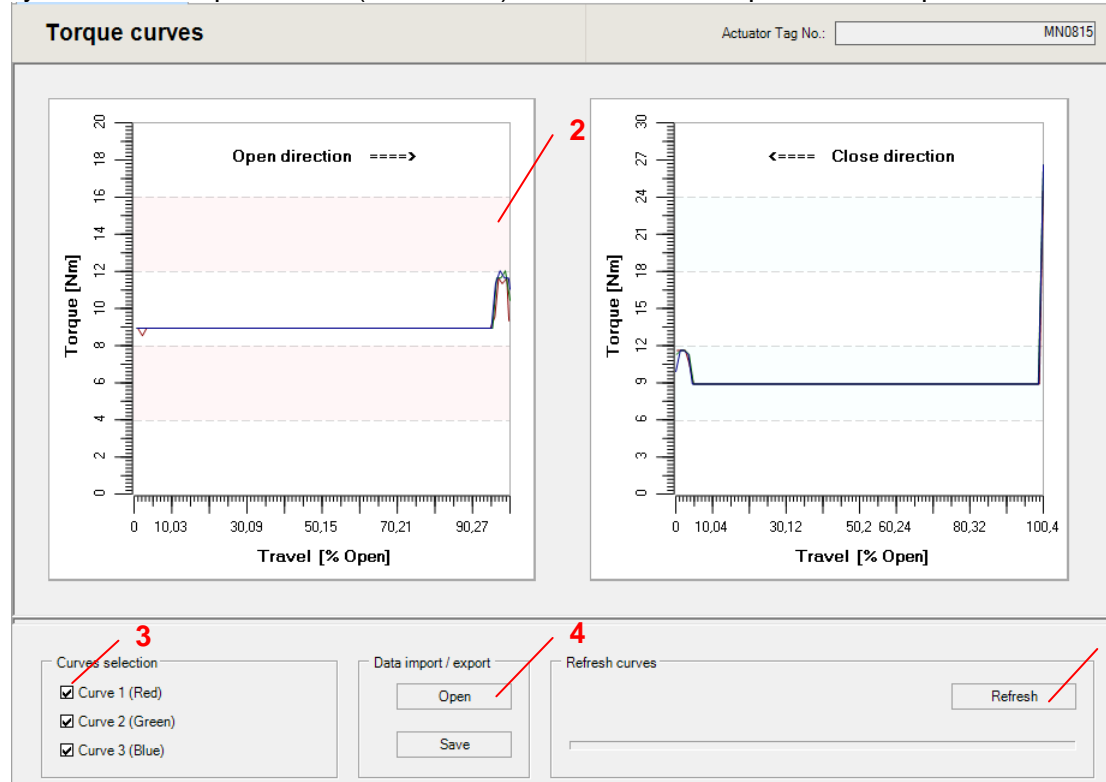 Torque curves
Actuator Tag No.: MN0815
2
Open direction ====>
Torque [Nm]
20
18
16
14
12
10
8
6
4
2
0
0 10,03 30,09 50,15 70,21 90,27
Travel [% Open]
<==== Close direction
Torque [Nm]
30
27
24
21
18
15
12
9
6
3
0
0 10,04 30,12 50,2 60,24 80,32 100,4
Travel [% Open]
3
4
Curves selection
Curve 1 (Red)
Curve 2 (Green)
Curve 3 (Blue)
Data import / export
Open
Save
Refresh curves
Refresh